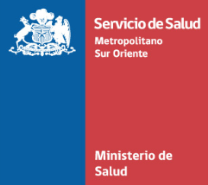 Servicio de Salud
Metropolitano
Sur Oriente
Ministerio de
Salud